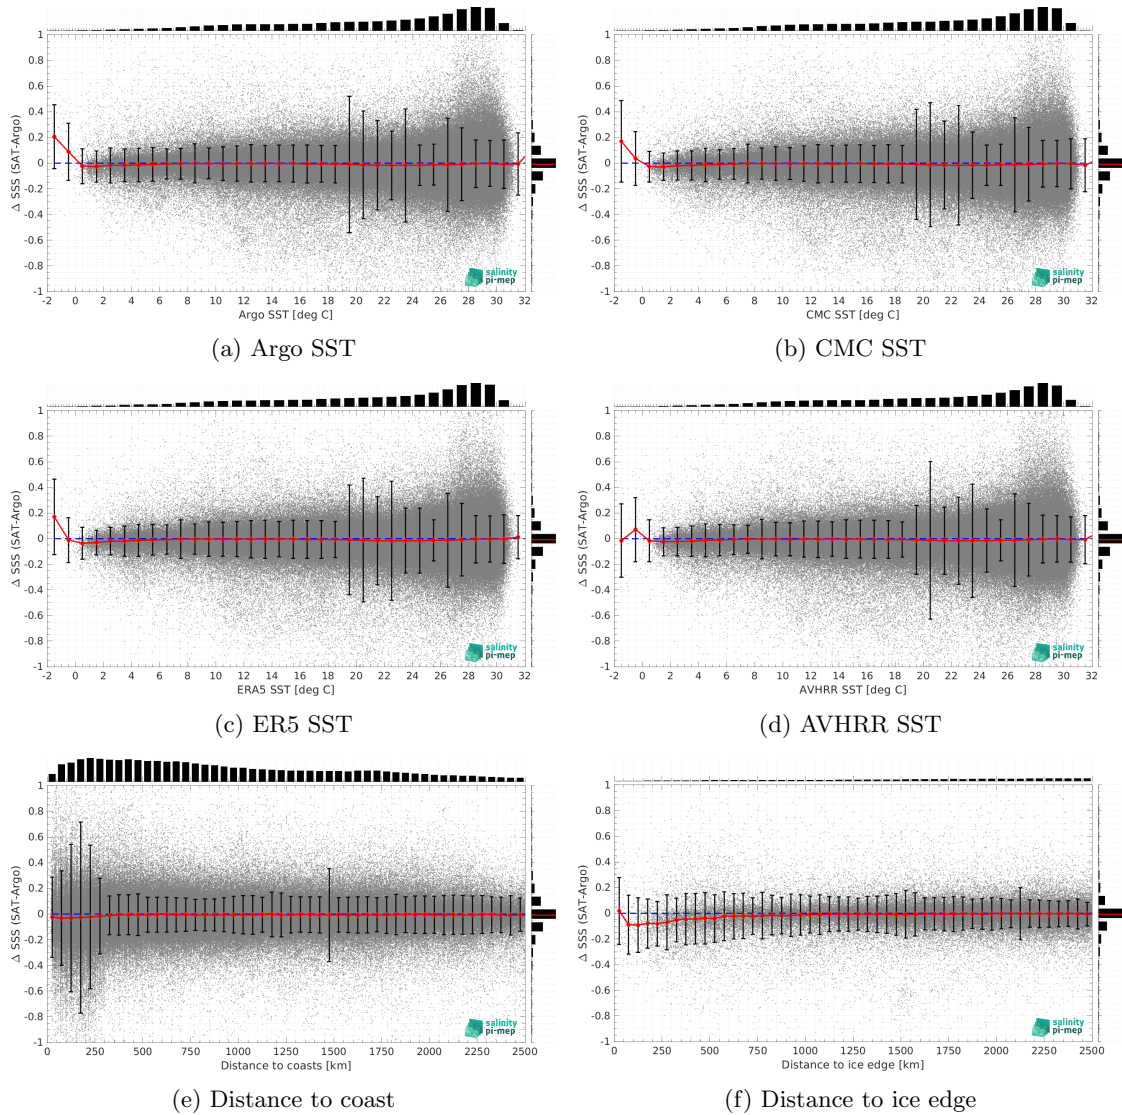 1
0.8
0.6
0.4
0.2
0
-0.2
-0.4
-0.6
-0.8
-1
Δ SSS (SAT-Argo)
salinity
pi-mep
-2 0 2 4 6 8 10 12 14 16 18 20 22 24 26 28 30 32
Argo SST [deg C]
(a) Argo SST
1
0.8
0.6
0.4
0.2
0
-0.2
-0.4
-0.6
-0.8
-1
Δ SSS (SAT-Argo)
salinity
pi-mep
-2 0 2 4 6 8 10 12 14 16 18 20 22 24 26 28 30 32
CMC SST [deg C]
(b) CMC SST
1
0.8
0.6
0.4
0.2
0
-0.2
-0.4
-0.6
-0.8
-1
Δ SSS (SAT-Argo)
salinity
pi-mep
-2 0 2 4 6 8 10 12 14 16 18 20 22 24 26 28 30 32
ERA5 SST [deg C]
(c) ER5 SST
1
0.8
0.6
0.4
0.2
0
-0.2
-0.4
-0.6
-0.8
-1
Δ SSS (SAT-Argo)
salinity
pi-mep
-2 0 2 4 6 8 10 12 14 16 18 20 22 24 26 28 30 32
AVHRR SST [deg C]
(d) AVHRR SST
1
0.8
0.6
0.4
0.2
0
-0.2
-0.4
-0.6
-0.8
-1
Δ SSS (SAT-Argo)
salinity
pi-mep
0 250 500 750 1000 1250 1500 1750 2000 2250 2500
Distance to coasts [km]
(e) Distance to coast
1
0.8
0.6
0.4
0.2
0
-0.2
-0.4
-0.6
-0.8
-1
Δ SSS (SAT-Argo)
salinity
pi-mep
0 250 500 750 1000 1250 1500 1750 2000 2250 2500
Distance to ice edge [km]
(f) Distance to ice edge